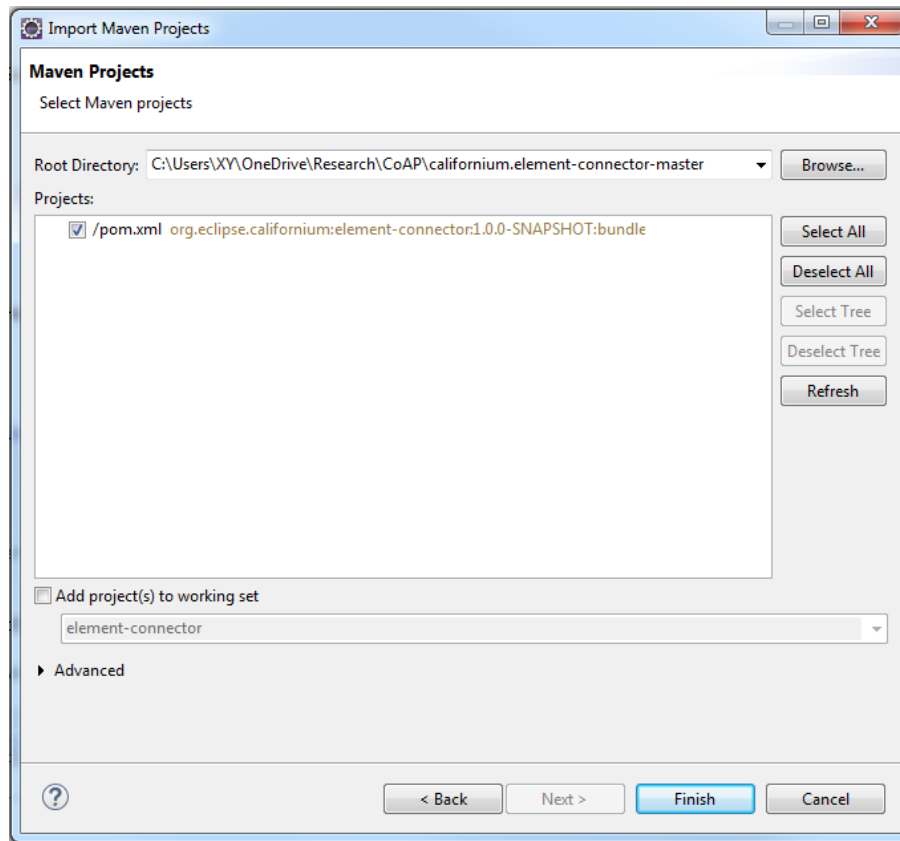 Import Maven Projects
Maven Projects
Select Maven projects
Root Directory: C:\Users\XY\OneDrive\Research\CoAP\californium.element-connector-master Browse...
Projects:
/pom.xml org.eclipse.californium:element-connector:1.0.0-SNAPSHOT:bundle
Select All
Deselect All
Select Tree
Deselect Tree
Refresh
Add project(s) to working set
element-connector
Advanced
? < Back Next > Finish Cancel